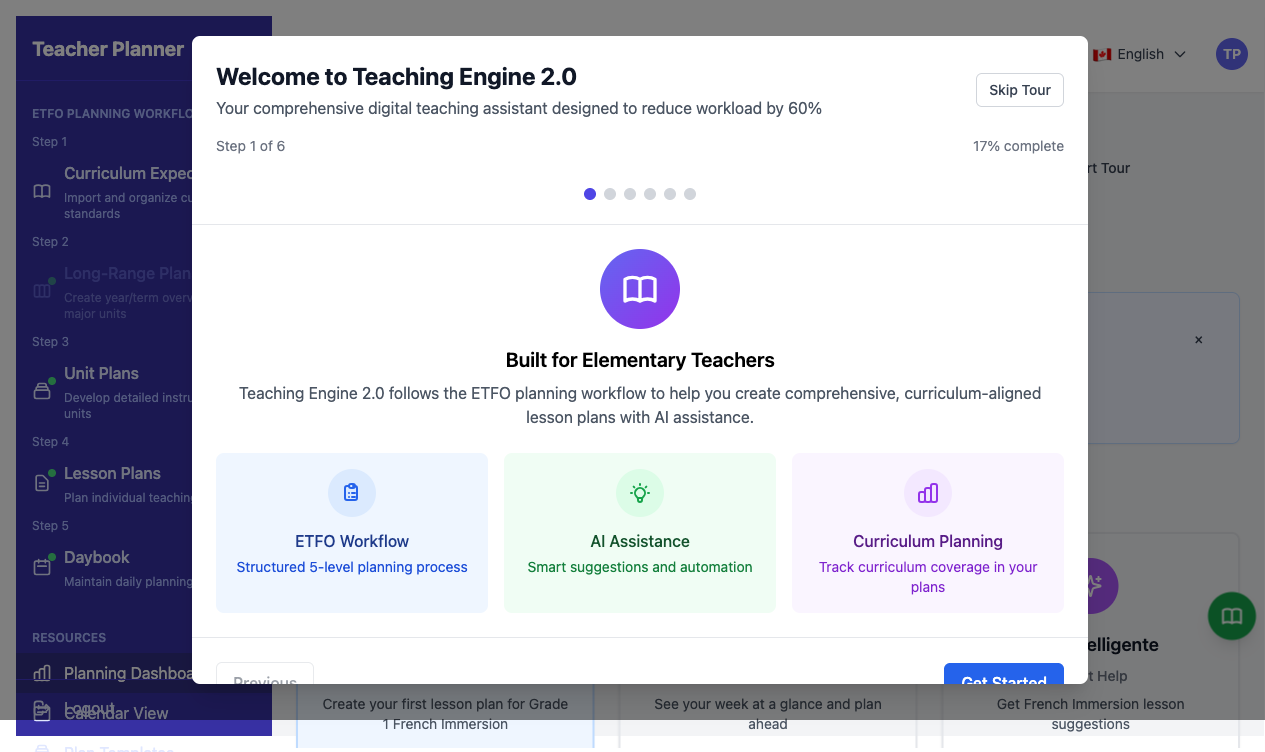 Teacher Planner
English
TP
ETFO PLANNING WORKFLO
Step 1
Curriculum Expec
Import and organize cu
standards
Step 2
Long-Range Plan
Create year/term overv
major units
Step 3
Unit Plans
Develop detailed instru
units
Step 4
Lesson Plans
Plan individual teaching
Step 5
Daybook
Maintain daily planning
RESOURCES
Planning Dashboa
Logout
Calendar View
Plan Templates
Welcome to Teaching Engine 2.0
Your comprehensive digital teaching assistant designed to reduce workload by 60%
Skip Tour
Step 1 of 6
17% complete
Built for Elementary Teachers
Teaching Engine 2.0 follows the ETFO planning workflow to help you create comprehensive, curriculum-aligned
lesson plans with AI assistance.
ETFO Workflow
Structured 5-level planning process
AI Assistance
Smart suggestions and automation
Curriculum Planning
Track curriculum coverage in your
plans
Previous
Get Started
rt Tour
×
elligente
t Help
Create your first lesson plan for Grade
1 French Immersion
See your week at a glance and plan
ahead
Get French Immersion lesson
suggestions